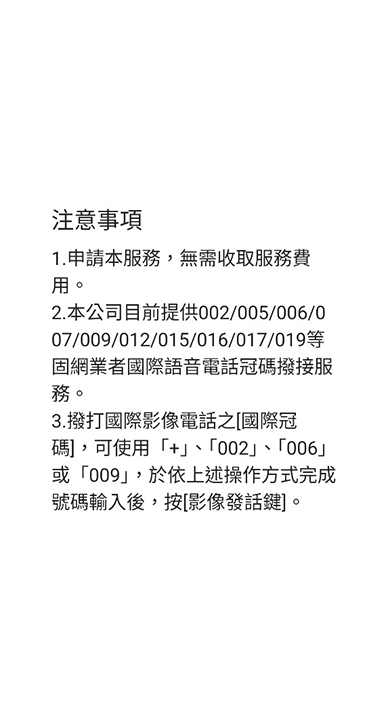 注意事項
1.申請本服務，無需收取服務費
用。
2.本公司目前提供002/005/006/0
07/009/012/015/016/017/019等
固網業者國際語音電話冠碼撥接服
務。
3.撥打國際影像電話之[國際冠
碼]，可使用「+」、「002」、「006」
或「009」，於依上述操作方式完成
號碼輸入後，按[影像發話鍵]。